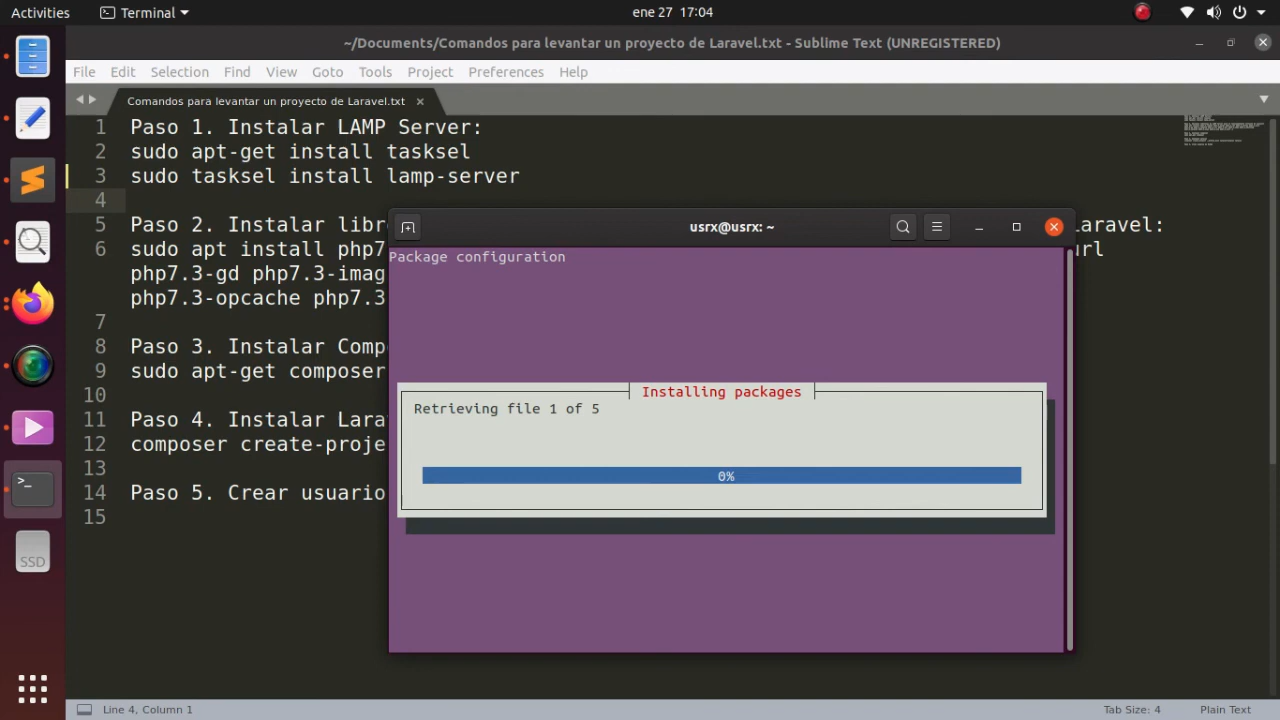 Activities
Terminal
ene 27 17:04
~/Documents/Comandos para levantar un proyecto de Laravel.txt - Sublime Text (UNREGISTERED)
File Edit Selection Find View Goto Tools Project Preferences Help
Comandos para levantar un proyecto de Laravel.txt
1 Paso 1. Instalar LAMP Server:
2 sudo apt-get install tasksel
3 sudo tasksel install lamp-server
4
5 Paso 2. Instalar libr
aravel:
6 sudo apt install php7
url
php7.3-gd php7.3-imag
php7.3-opcache php7.3
7
8 Paso 3. Instalar Comp
9 sudo apt-get composer
10
11 Paso 4. Instalar Lara
12 composer create-proje
13
14 Paso 5. Crear usuario
15
usrx@usrx: ~
Package configuration
Installing packages
Retrieving file 1 of 5
0%
SSD
Line 4, Column 1
Tab Size: 4
Plain Text